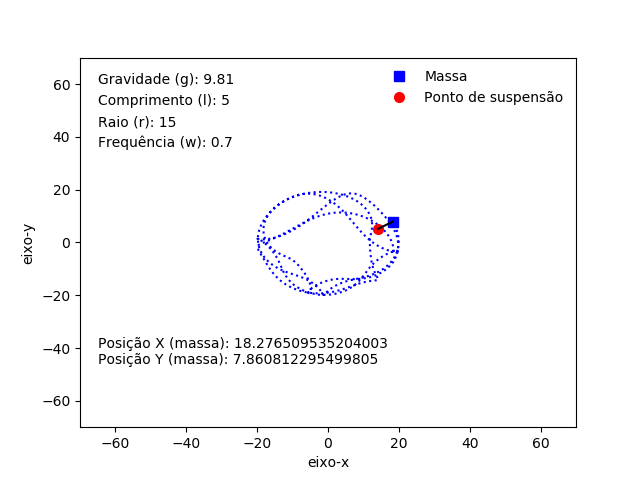 Gravidade (g): 9.81
Comprimento (l): 5
Raio (r): 15
Frequência (w): 0.7
Massa
Ponto de suspensão
60
40
20
0
−20
−40
−60
eixo-y
Posição X (massa): 18.276509535204003
Posição Y (massa): 7.860812295499805
−60 −40 −20 0 20 40 60
eixo-x